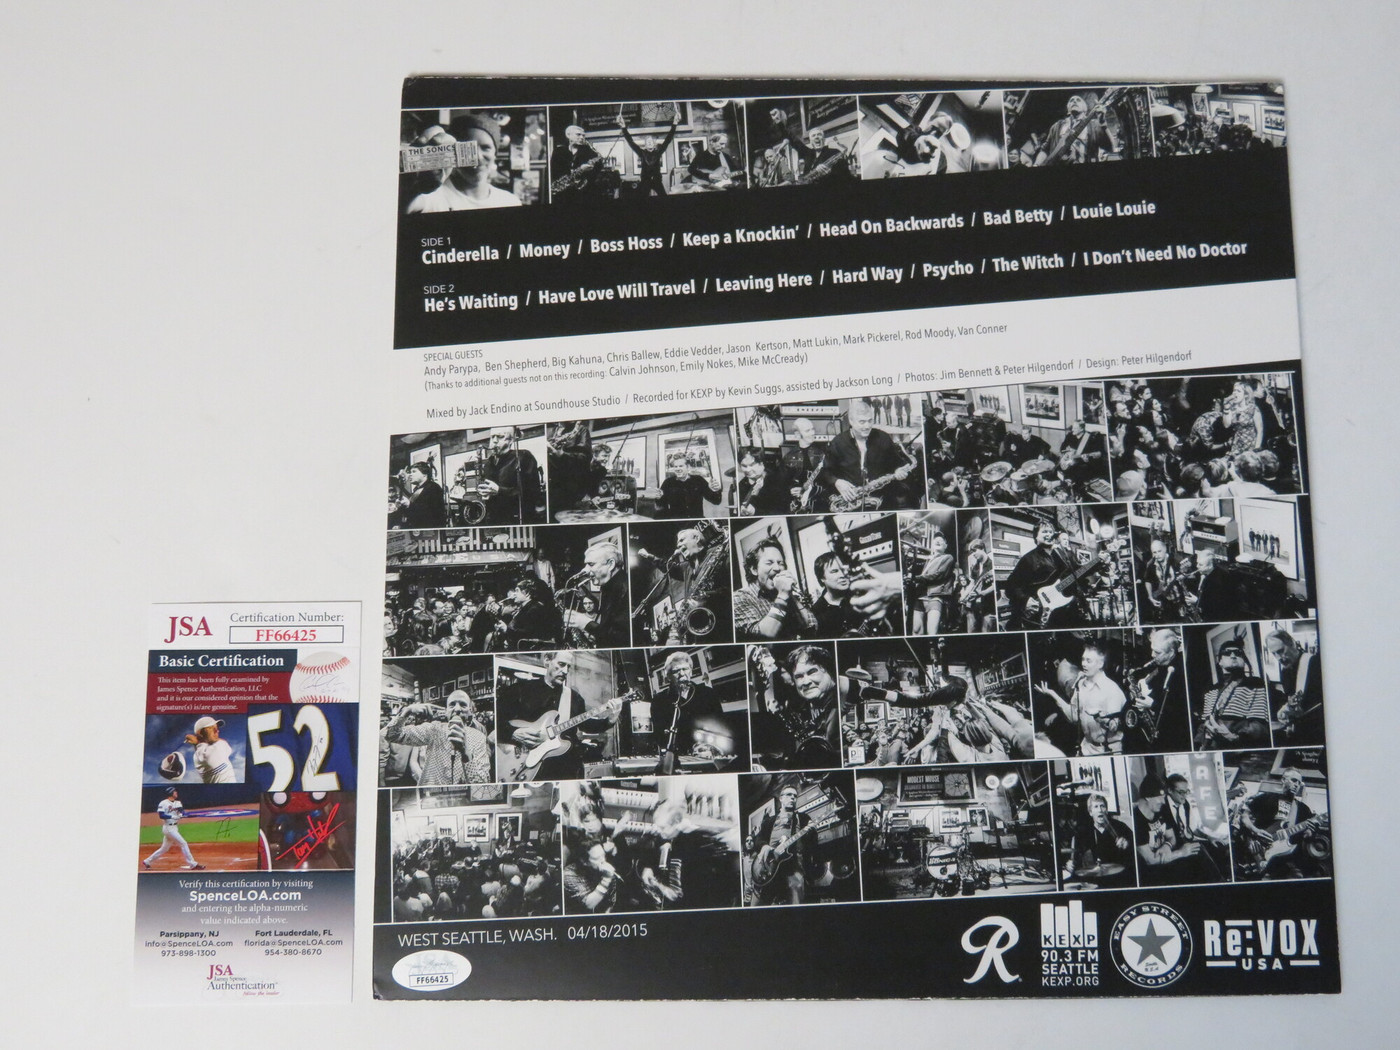 THE SONICS
SIDE 1
Cinderella / Money / Boss Hoss / Keep a Knockin' / Head On Backwards / Bad Betty / Louie Louie
SIDE 2
He's Waiting / Have Love Will Travel / Leaving Here / Hard Way / Psycho / The Witch / I Don't Need No Doctor
SPECIAL GUESTS
Andy Parypa, Ben Shepherd, Big Kahuna, Chris Ballew, Eddie Vedder, Jason Kertson, Matt Lukin, Mark Pickerel, Rod Moody, Van Conner
(Thanks to additional guests not on this recording: Calvin Johnson, Emily Nokes, Mike McCready)
Mixed by Jack Endino at Soundhouse Studio / Recorded for KEXP by Kevin Suggs, assisted by Jackson Long / Photos: Jim Bennett & Peter Hilgendorf / Design: Peter Hilgendorf
MODEST MOUSE
CAFE
WEST SEATTLE, WASH. 04/18/2015
FF66425
R
KEXP
90.3 FM
SEATTLE
KEXP.ORG
EASY STREET
RECORDS
Re:VOX
USA
JSA
Certification Number:
FF66425
Basic Certification
This item has been fully examined by
James Spence Authentication, LLC
and it is our considered opinion that the
signature(s) is/are genuine.
52
Verify this certification by visiting
SpenceLOA.com
and entering the alpha-numeric
value indicated above.
Parsippany, NJ
info@SpenceLOA.com
973-898-1300
Fort Lauderdale, FL
florida@SpenceLOA.com
954-380-8670
JSA
James Spence
Authentication